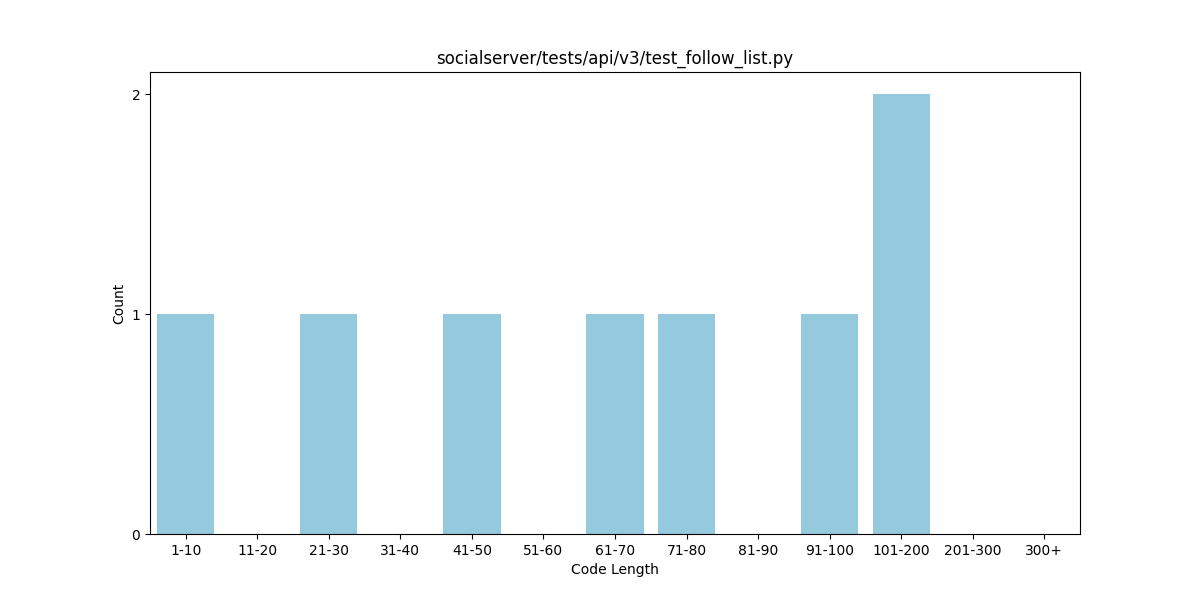 socialserver/tests/api/v3/test_follow_list.py
2
1
0
Count
1-10 11-20 21-30 31-40 41-50 51-60 61-70 71-80 81-90 91-100 101-200 201-300 300+
Code Length